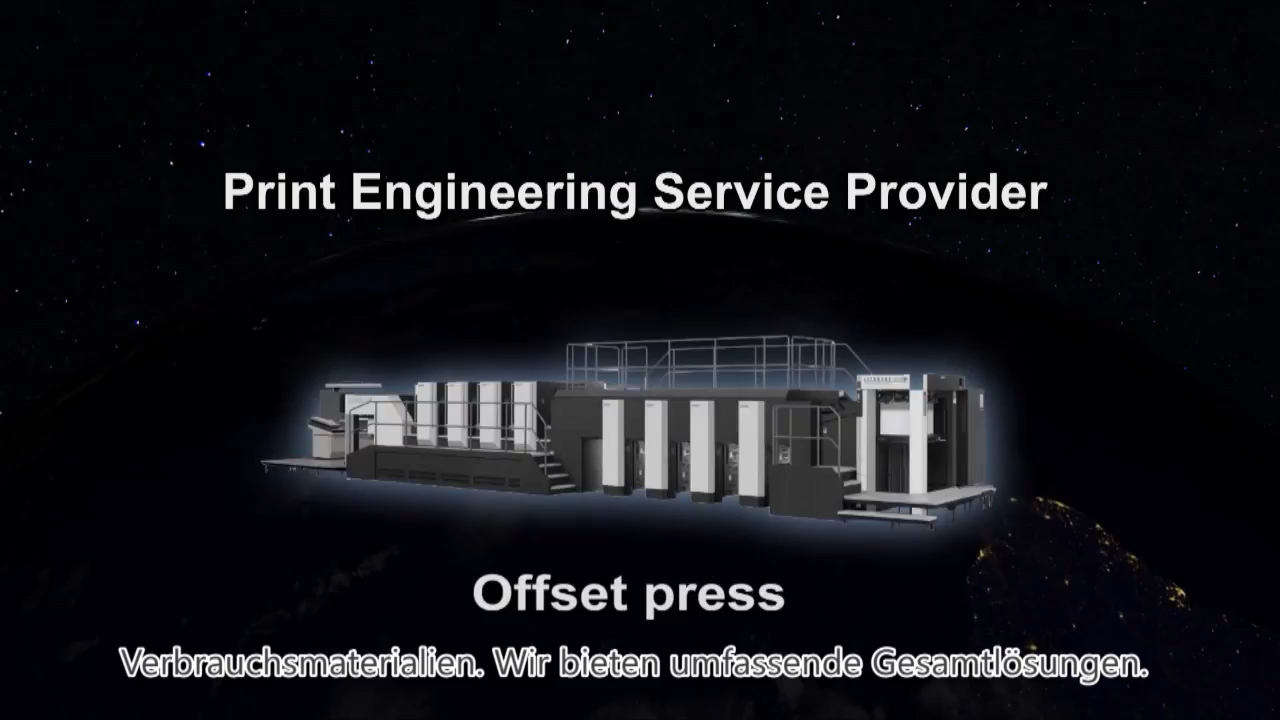 Print Engineering Service Provider
Offset press
Verbrauchsmaterialien. Wir bieten umfassende Gesamtlösungen.